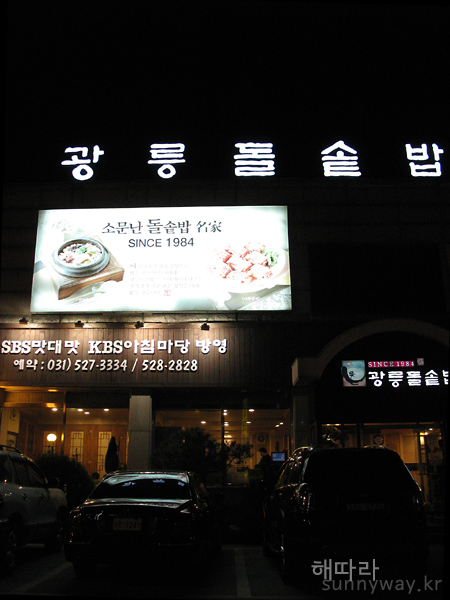 광릉돌솥밥
소문난 돌솥밥 名家
SINCE 1984
SBS맛대맛 KBS아침마당 방영
예약 : 031) 527-3334 / 528-2828
SINCE 1984
광릉돌솥밥
해따라
sunnyway.kr